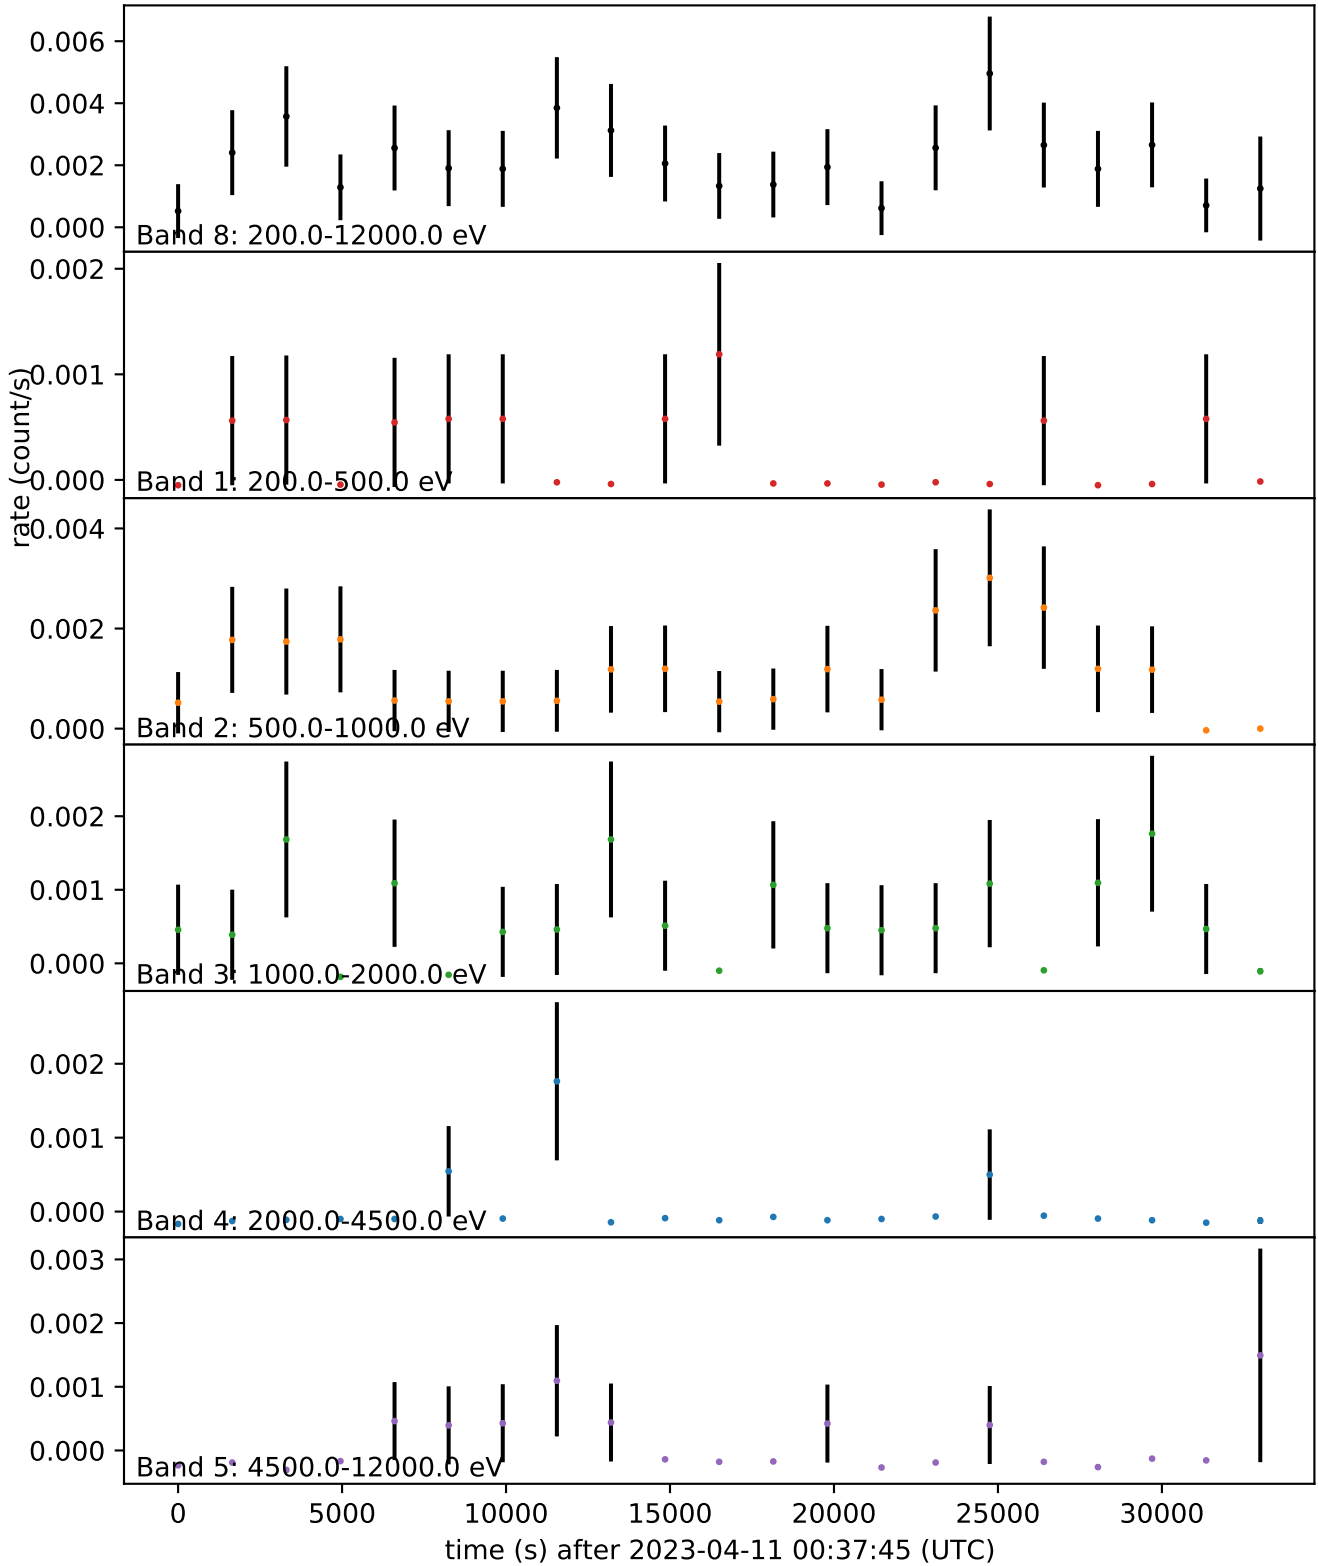 0.006
0.004
0.002
0.000
Band 8: 200.0-12000.0 eV
0.002
0.001
0.000
Band 1: 200.0-500.0 eV
rate (count/s)
0.004
0.002
0.000
Band 2: 500.0-1000.0 eV
0.002
0.001
0.000
Band 3: 1000.0-2000.0 eV
0.002
0.001
0.000
Band 4: 2000.0-4500.0 eV
0.003
0.002
0.001
0.000
Band 5: 4500.0-12000.0 eV
0 5000 10000 15000 20000 25000 30000
time (s) after 2023-04-11 00:37:45 (UTC)